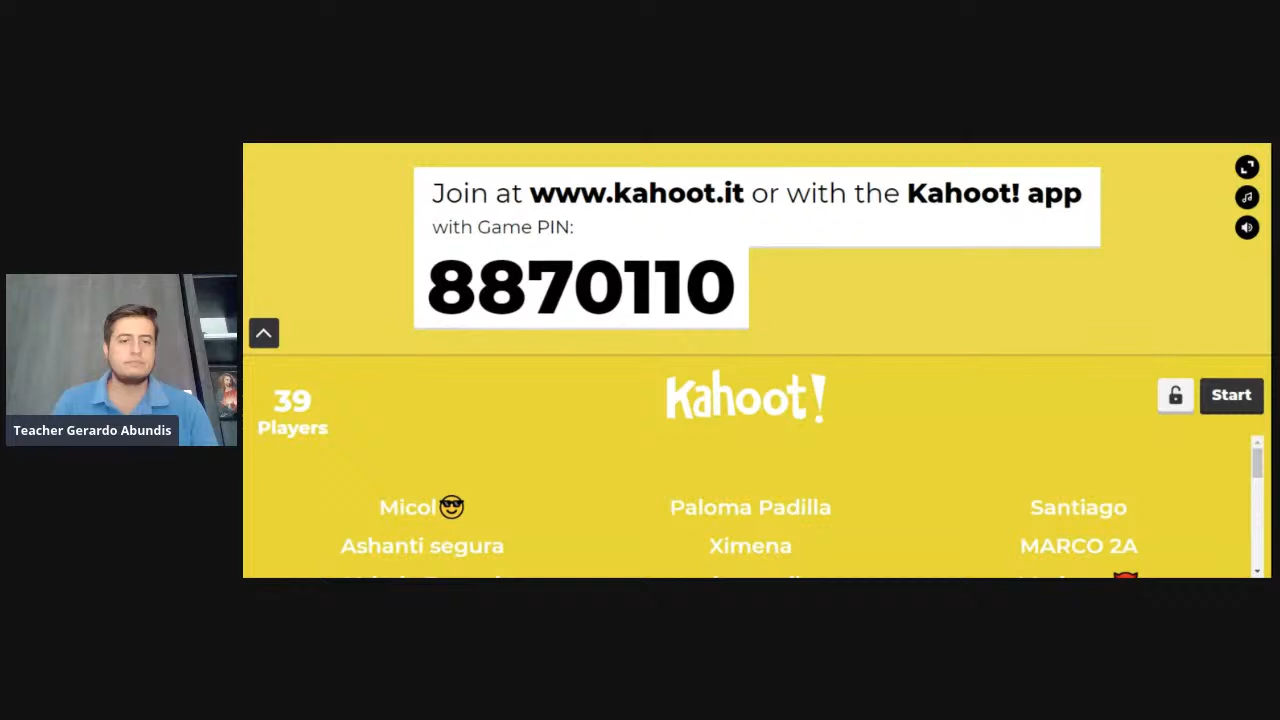 Join at www.kahoot.it or with the Kahoot! app
with Game PIN:
8870110
39
Players
Kahoot!
Start
Micol😎
Paloma Padilla
Santiago
Ashanti segura
Ximena
MARCO 2A
Teacher Gerardo Abundis